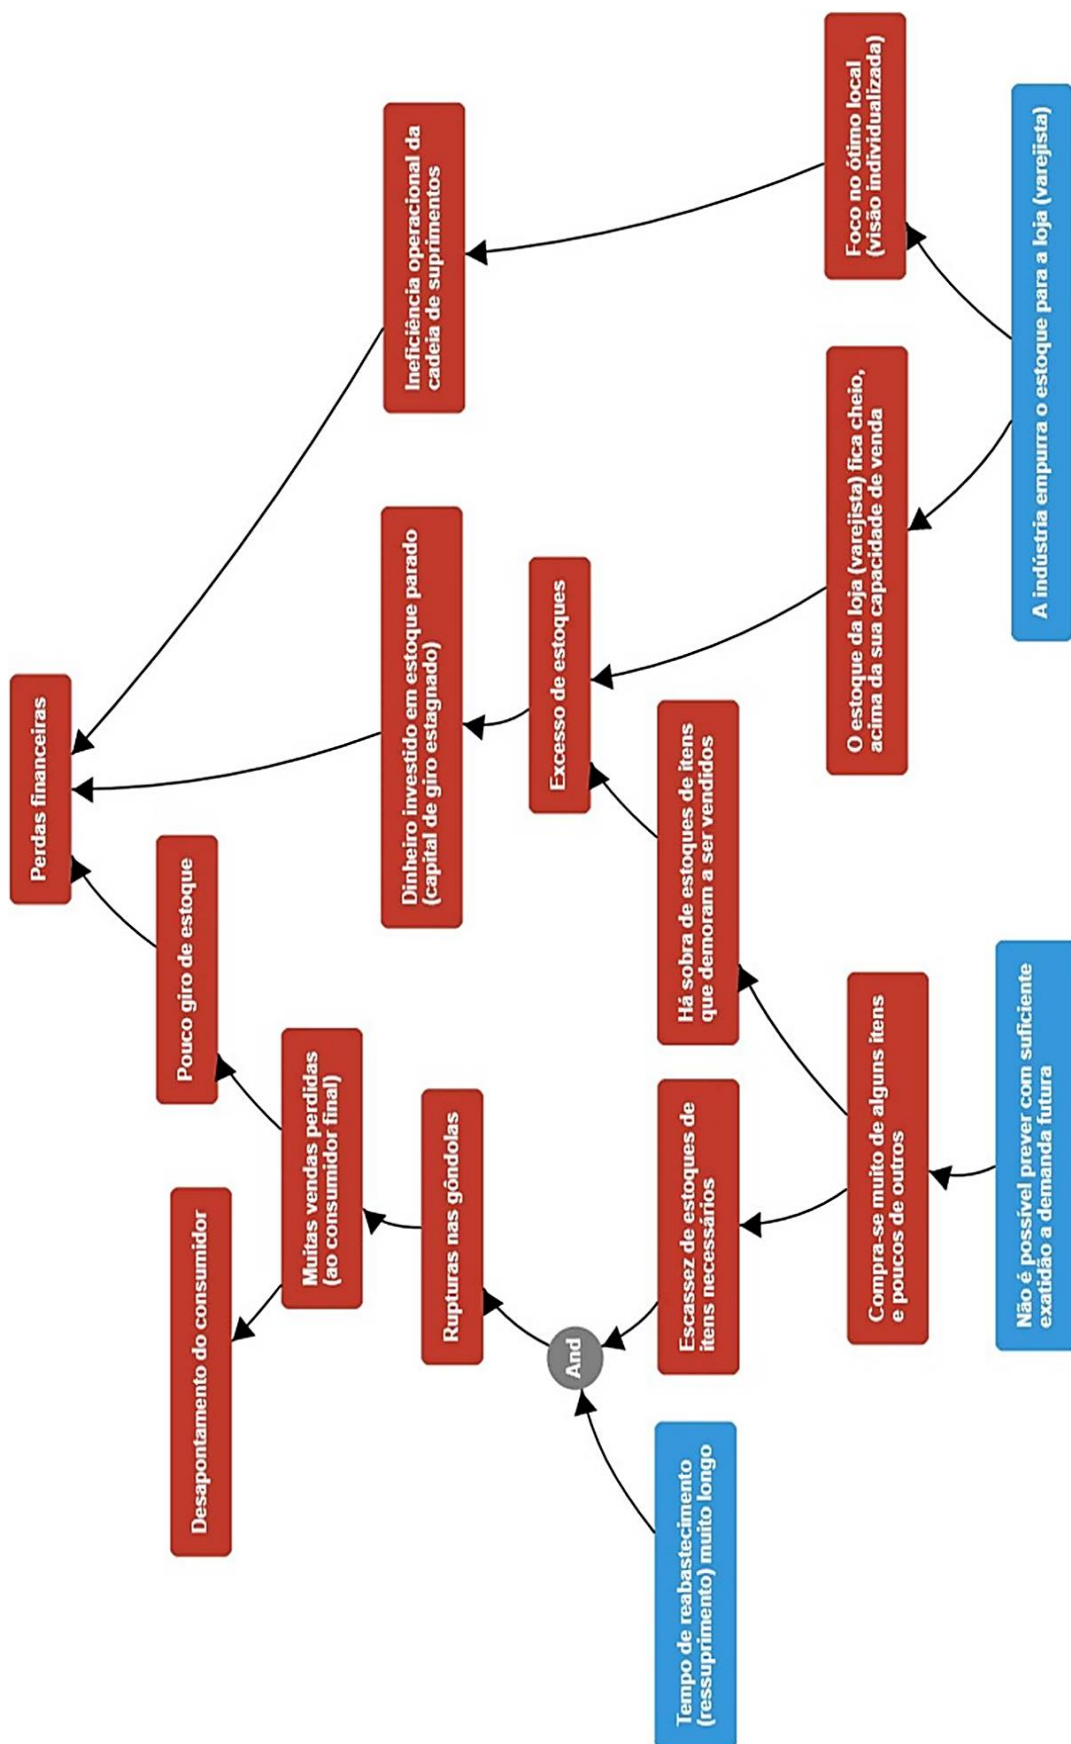 Perdas financeiras
Desapontamento do consumidor
Pouco giro de estoque
Muitas vendas perdidas
(ao consumidor final)
Dinheiro investido em estoque parado
(capital de giro estagnado)
Ineficiência operacional da
cadeia de suprimentos
Rupturas nas gôndolas
Excesso de estoques
And
Tempo de reabastecimento
(ressuprimento) muito longo
Escassez de estoques de
itens necessários
Há sobra de estoques de itens
que demoram a ser vendidos
O estoque da loja (varejista) fica cheio,
acima da sua capacidade de venda
Foco no ótimo local
(visão individualizada)
Compra-se muito de alguns itens
e poucos de outros
Não é possível prever com suficiente
exatidão a demanda futura
A indústria empurra o estoque para a loja (varejista)